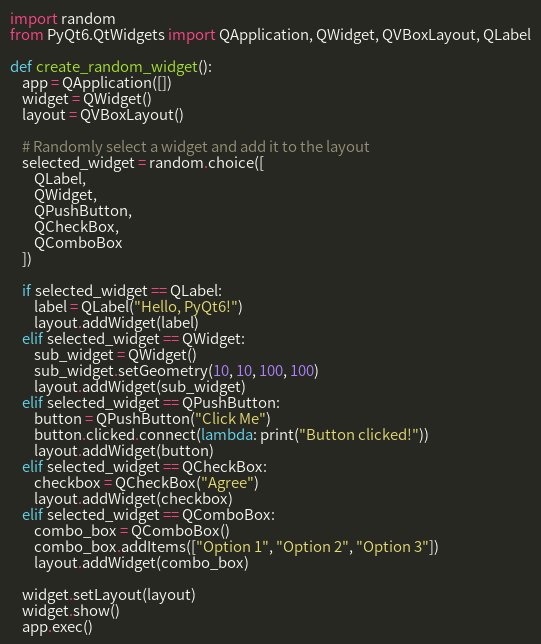 import random
from PyQt6.QtWidgets import QApplication, QWidget, QVBoxLayout, QLabel

def create_random_widget():
    app = QApplication([])
    widget = QWidget()
    layout = QVBoxLayout()

    # Randomly select a widget and add it to the layout
    selected_widget = random.choice([
        QLabel,
        QWidget,
        QPushButton,
        QCheckBox,
        QComboBox
    ])

    if selected_widget == QLabel:
        label = QLabel("Hello, PyQt6!")
        layout.addWidget(label)
    elif selected_widget == QWidget:
        sub_widget = QWidget()
        sub_widget.setGeometry(10, 10, 100, 100)
        layout.addWidget(sub_widget)
    elif selected_widget == QPushButton:
        button = QPushButton("Click Me")
        button.clicked.connect(lambda: print("Button clicked!"))
        layout.addWidget(button)
    elif selected_widget == QCheckBox:
        checkbox = QCheckBox("Agree")
        layout.addWidget(checkbox)
    elif selected_widget == QComboBox:
        combo_box = QComboBox()
        combo_box.addItems(["Option 1", "Option 2", "Option 3"])
        layout.addWidget(combo_box)

    widget.setLayout(layout)
    widget.show()
    app.exec()